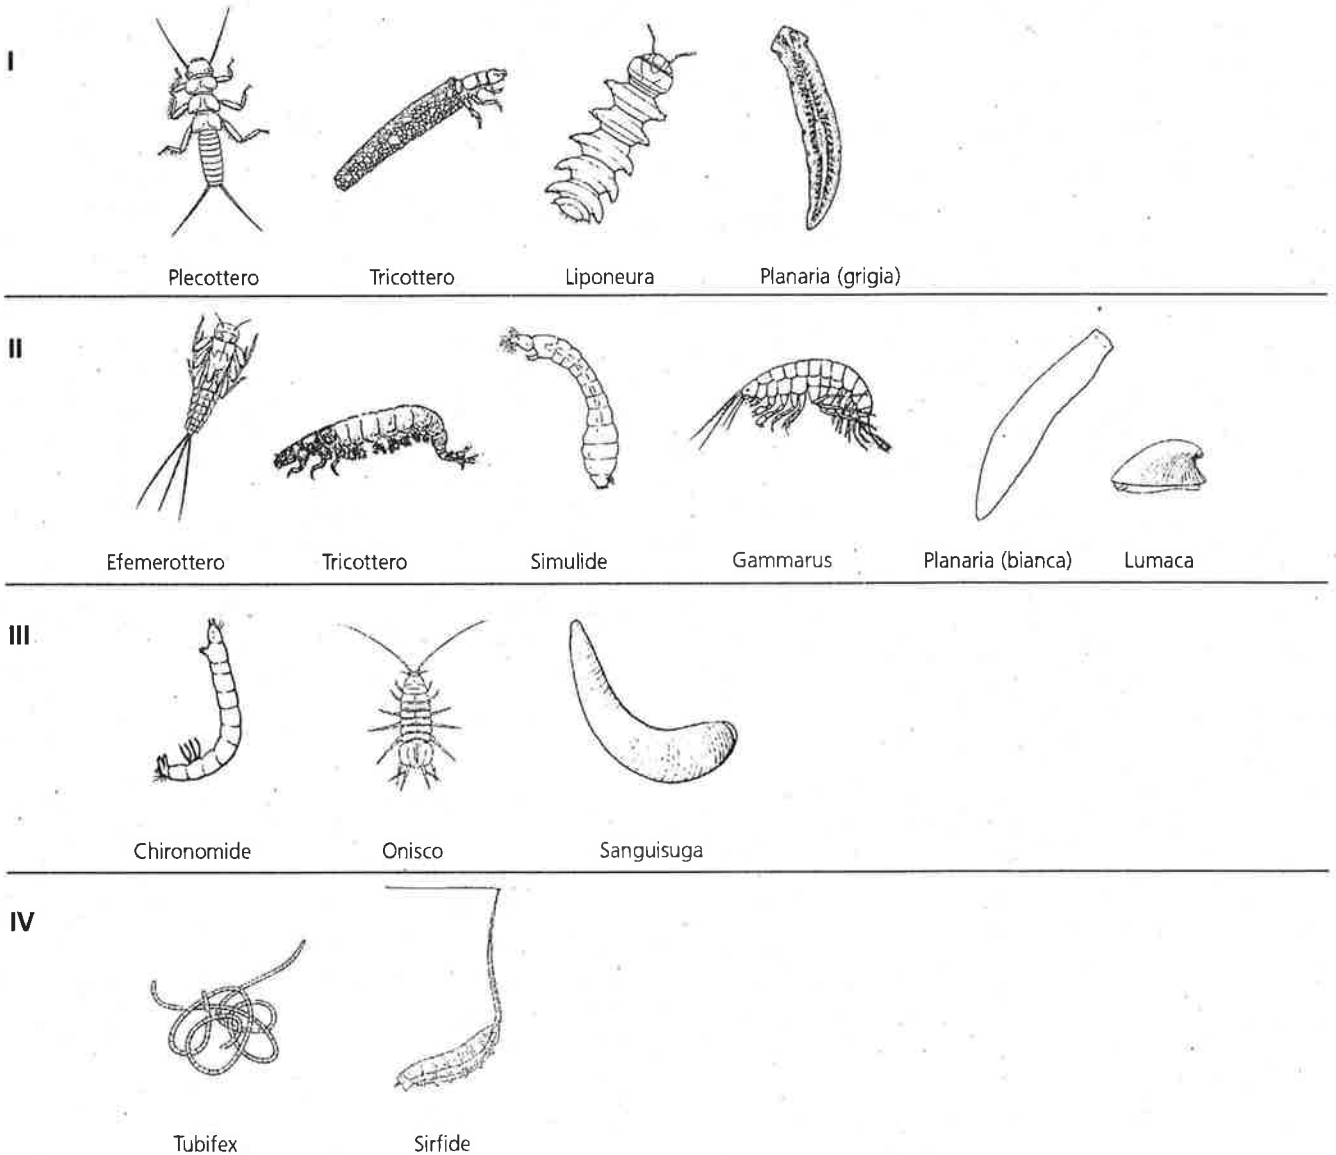 I
Plecottero Tricottero Liponeura Planaria (grigia)
II
Efemerottero Tricottero Simulide Gammarus Planaria (bianca) Lumaca
III
Chironomide Onisco Sanguisuga
IV
Tubifex Sirfide